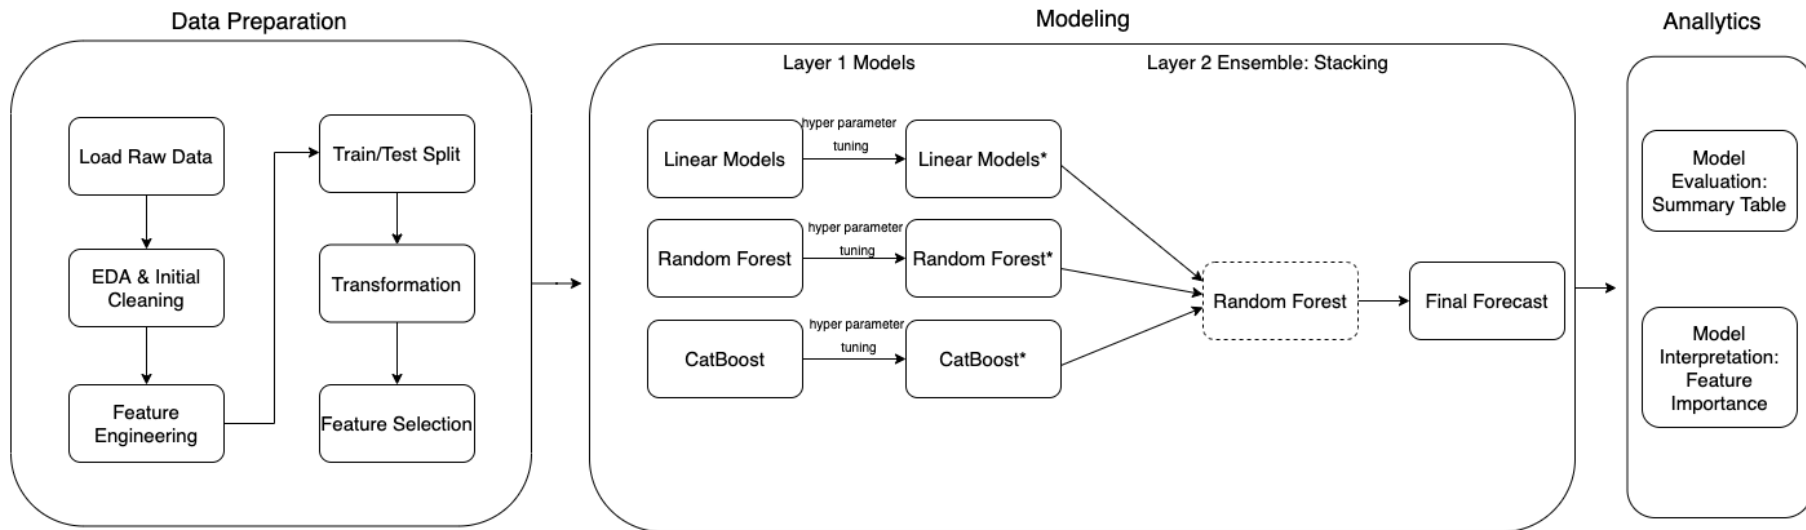 Data Preparation
Load Raw Data
EDA & Initial
Cleaning
Feature
Engineering
Train/Test Split
Transformation
Feature Selection
Modeling
Layer 1 Models
Layer 2 Ensemble: Stacking
Linear Models
hyper parameter
tuning
Linear Models*
Random Forest
hyper parameter
tuning
Random Forest*
CatBoost
hyper parameter
tuning
CatBoost*
Random Forest
Final Forecast
Anallytics
Model
Evaluation:
Summary Table
Model
Interpretation:
Feature
Importance